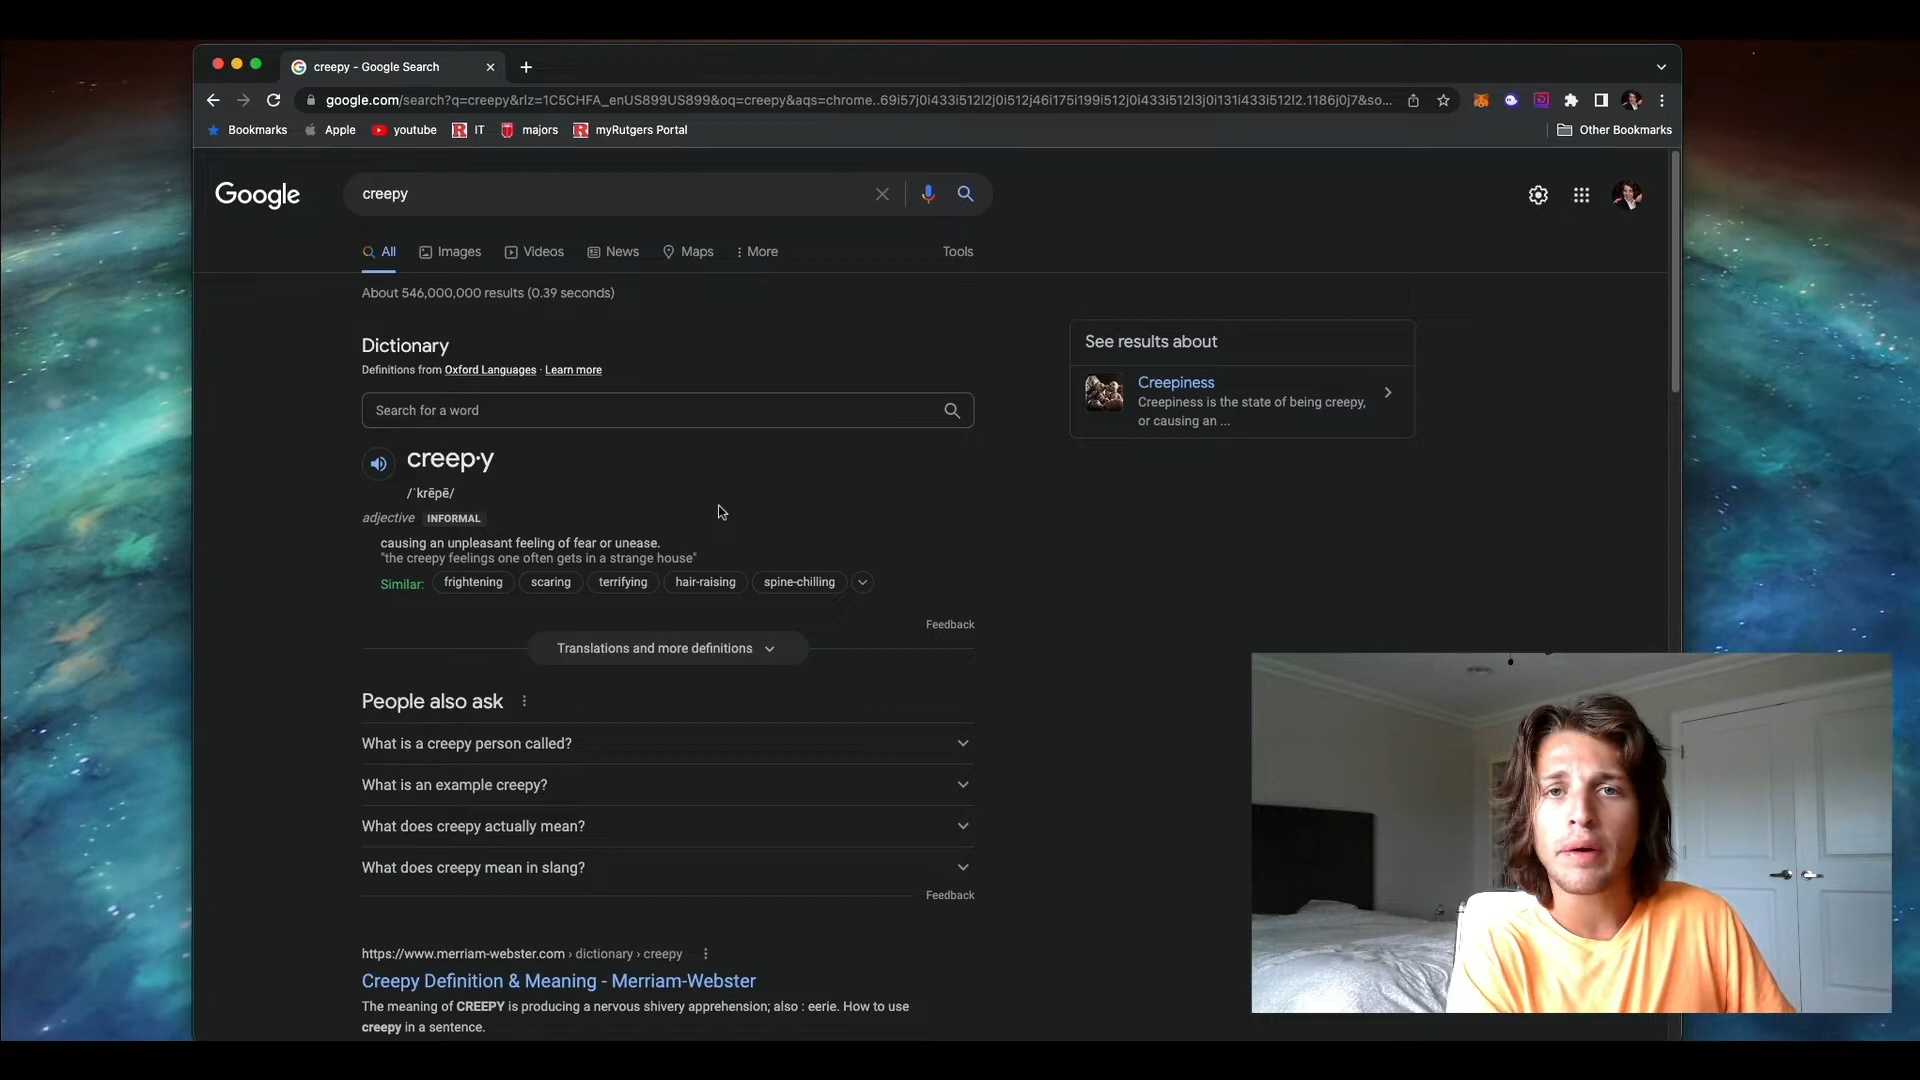 creepy - Google Search
google.com/search?q=creepy&rlz=1C5CHFA_enUS899US899&oq=creepy&aqs=chrome..69i57j0i433i512l2j0i512j46i175i199i512j0i433i512l3j0i131i433i512l2.1186j0j7&so...
Bookmarks Apple youtube IT majors myRutgers Portal Other Bookmarks
Google creepy
All Images Videos News Maps More Tools
About 546,000,000 results (0.39 seconds)
Dictionary
Definitions from Oxford Languages · Learn more
Search for a word
creep·y
/ˈkrēpē/
adjective INFORMAL
causing an unpleasant feeling of fear or unease.
"the creepy feelings one often gets in a strange house"
Similar: frightening scaring terrifying hair-raising spine-chilling
Feedback
Translations and more definitions
People also ask
What is a creepy person called?
What is an example creepy?
What does creepy actually mean?
What does creepy mean in slang?
Feedback
https://www.merriam-webster.com › dictionary › creepy
Creepy Definition & Meaning - Merriam-Webster
The meaning of CREEPY is producing a nervous shivery apprehension; also : eerie. How to use
creepy in a sentence.
See results about
Creepiness
Creepiness is the state of being creepy,
or causing an ...